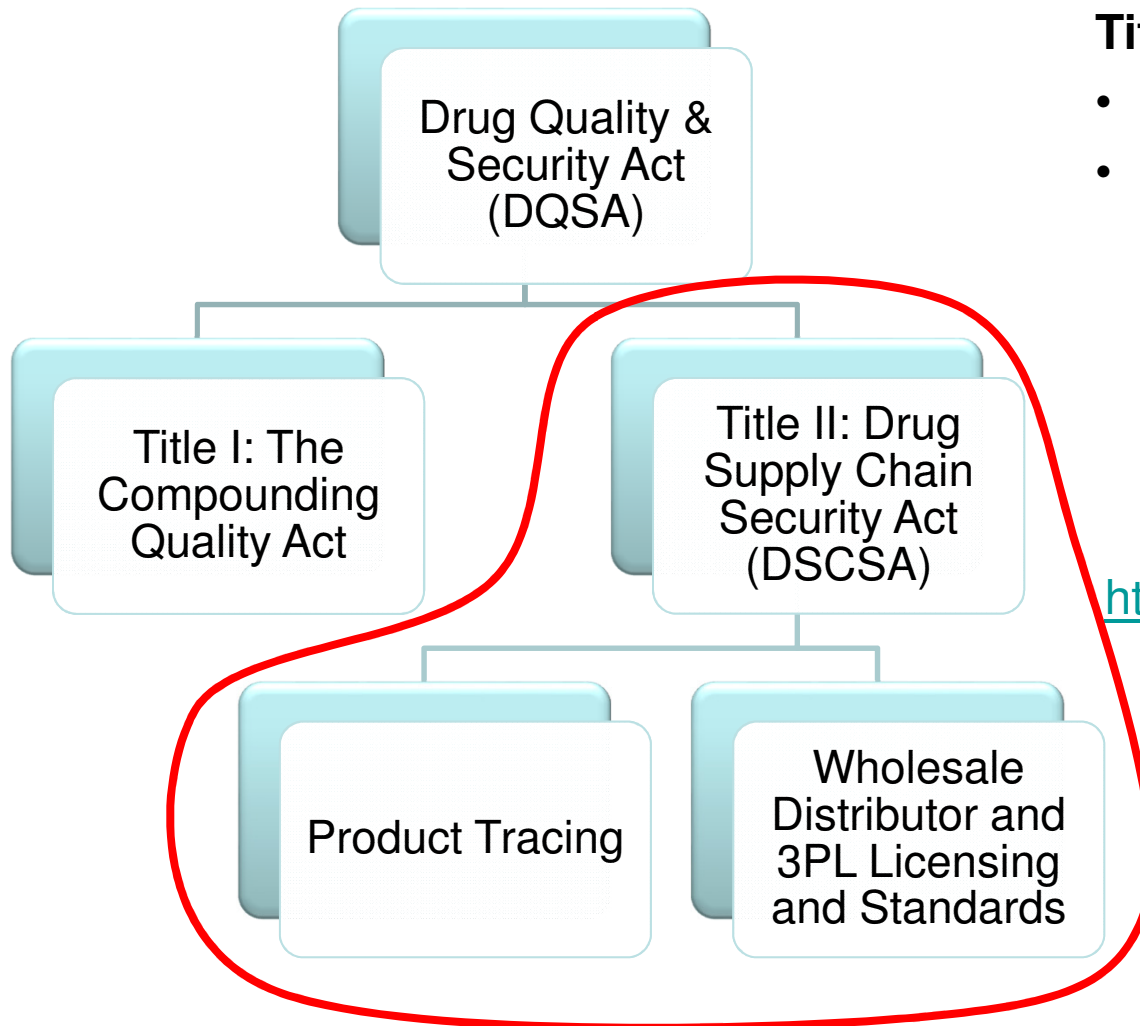 Drug Quality &
Security Act
(DQSA)
Title I: The
Compounding
Quality Act
Title II: Drug
Supply Chain
Security Act
(DSCSA)
Product Tracing
Wholesale
Distributor and
3PL Licensing
and Standards